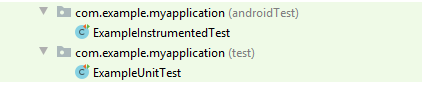 com.example.myapplication (androidTest)
ExampleInstrumentedTest
com.example.myapplication (test)
ExampleUnitTest